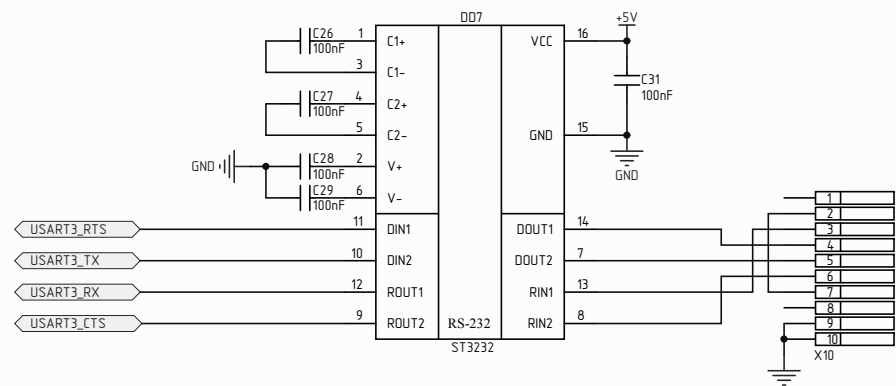 DD7
C26
100nF
1
C1+
3
C1-
C27
100nF
4
C2+
5
C2-
GND
C28
100nF
2
V+
C29
100nF
6
V-
VCC
16
+5V
C31
100nF
GND
15
GND
USART3_RTS
11
DIN1
DOUT1
14
USART3_TX
10
DIN2
DOUT2
7
USART3_RX
12
ROUT1
RIN1
13
USART3_CTS
9
ROUT2
RS-232
RIN2
8
ST3232
1
2
3
4
5
6
7
8
9
10
X10